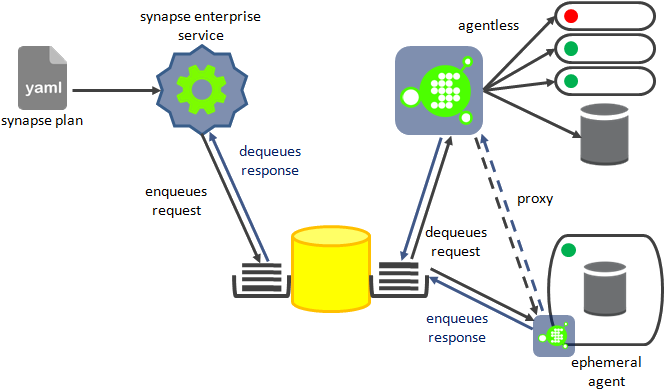 synapse enterprise
service
agentless
yaml
synapse plan
dequeues
response
enqueues
request
proxy
dequeues
request
enqueues
response
ephemeral
agent